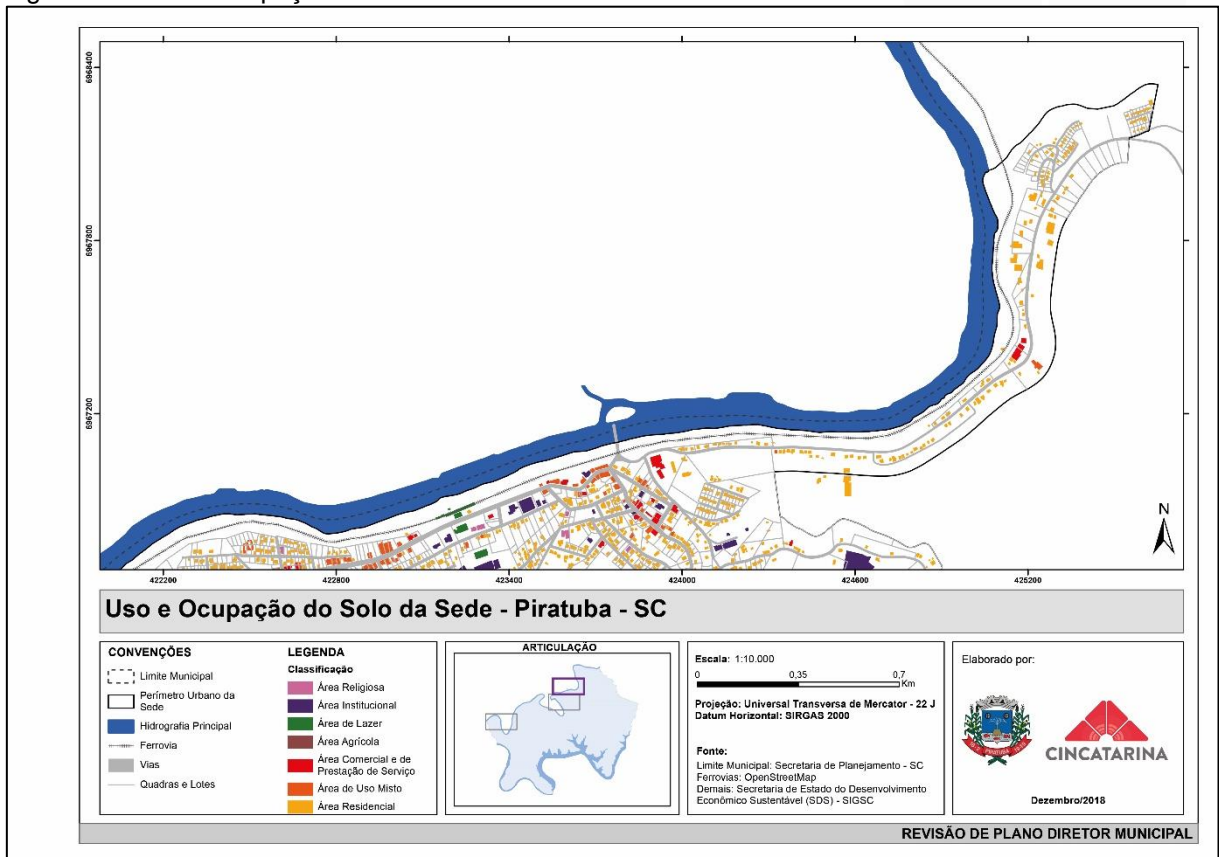 6968400
6967800
6967200
422200
422800
423400
424000
424600
425200
N
Uso e Ocupação do Solo da Sede - Piratuba - SC
CONVENÇÕES
Limite Municipal
Perímetro Urbano da
Sede
Hidrografia Principal
Ferrovia
Vias
Quadras e Lotes
LEGENDA
Classificação
Área Religiosa
Área Institucional
Área de Lazer
Área Agrícola
Área Comercial e de
Prestação de Serviço
Área de Uso Misto
Área Residencial
ARTICULAÇÃO
Escala: 1:10.000
0 0,35 0,7
Km
Projeção: Universal Transversa de Mercator - 22 J
Datum Horizontal: SIRGAS 2000
Fonte:
Limite Municipal: Secretaria de Planejamento - SC
Ferrovias: OpenStreetMap
Demais: Secretaria de Estado do Desenvolvimento
Econômico Sustentável (SDS) - SIGSC
Elaborado por:
PIRATUBA
CINCATARINA
Dezembro/2018
REVISÃO DE PLANO DIRETOR MUNICIPAL